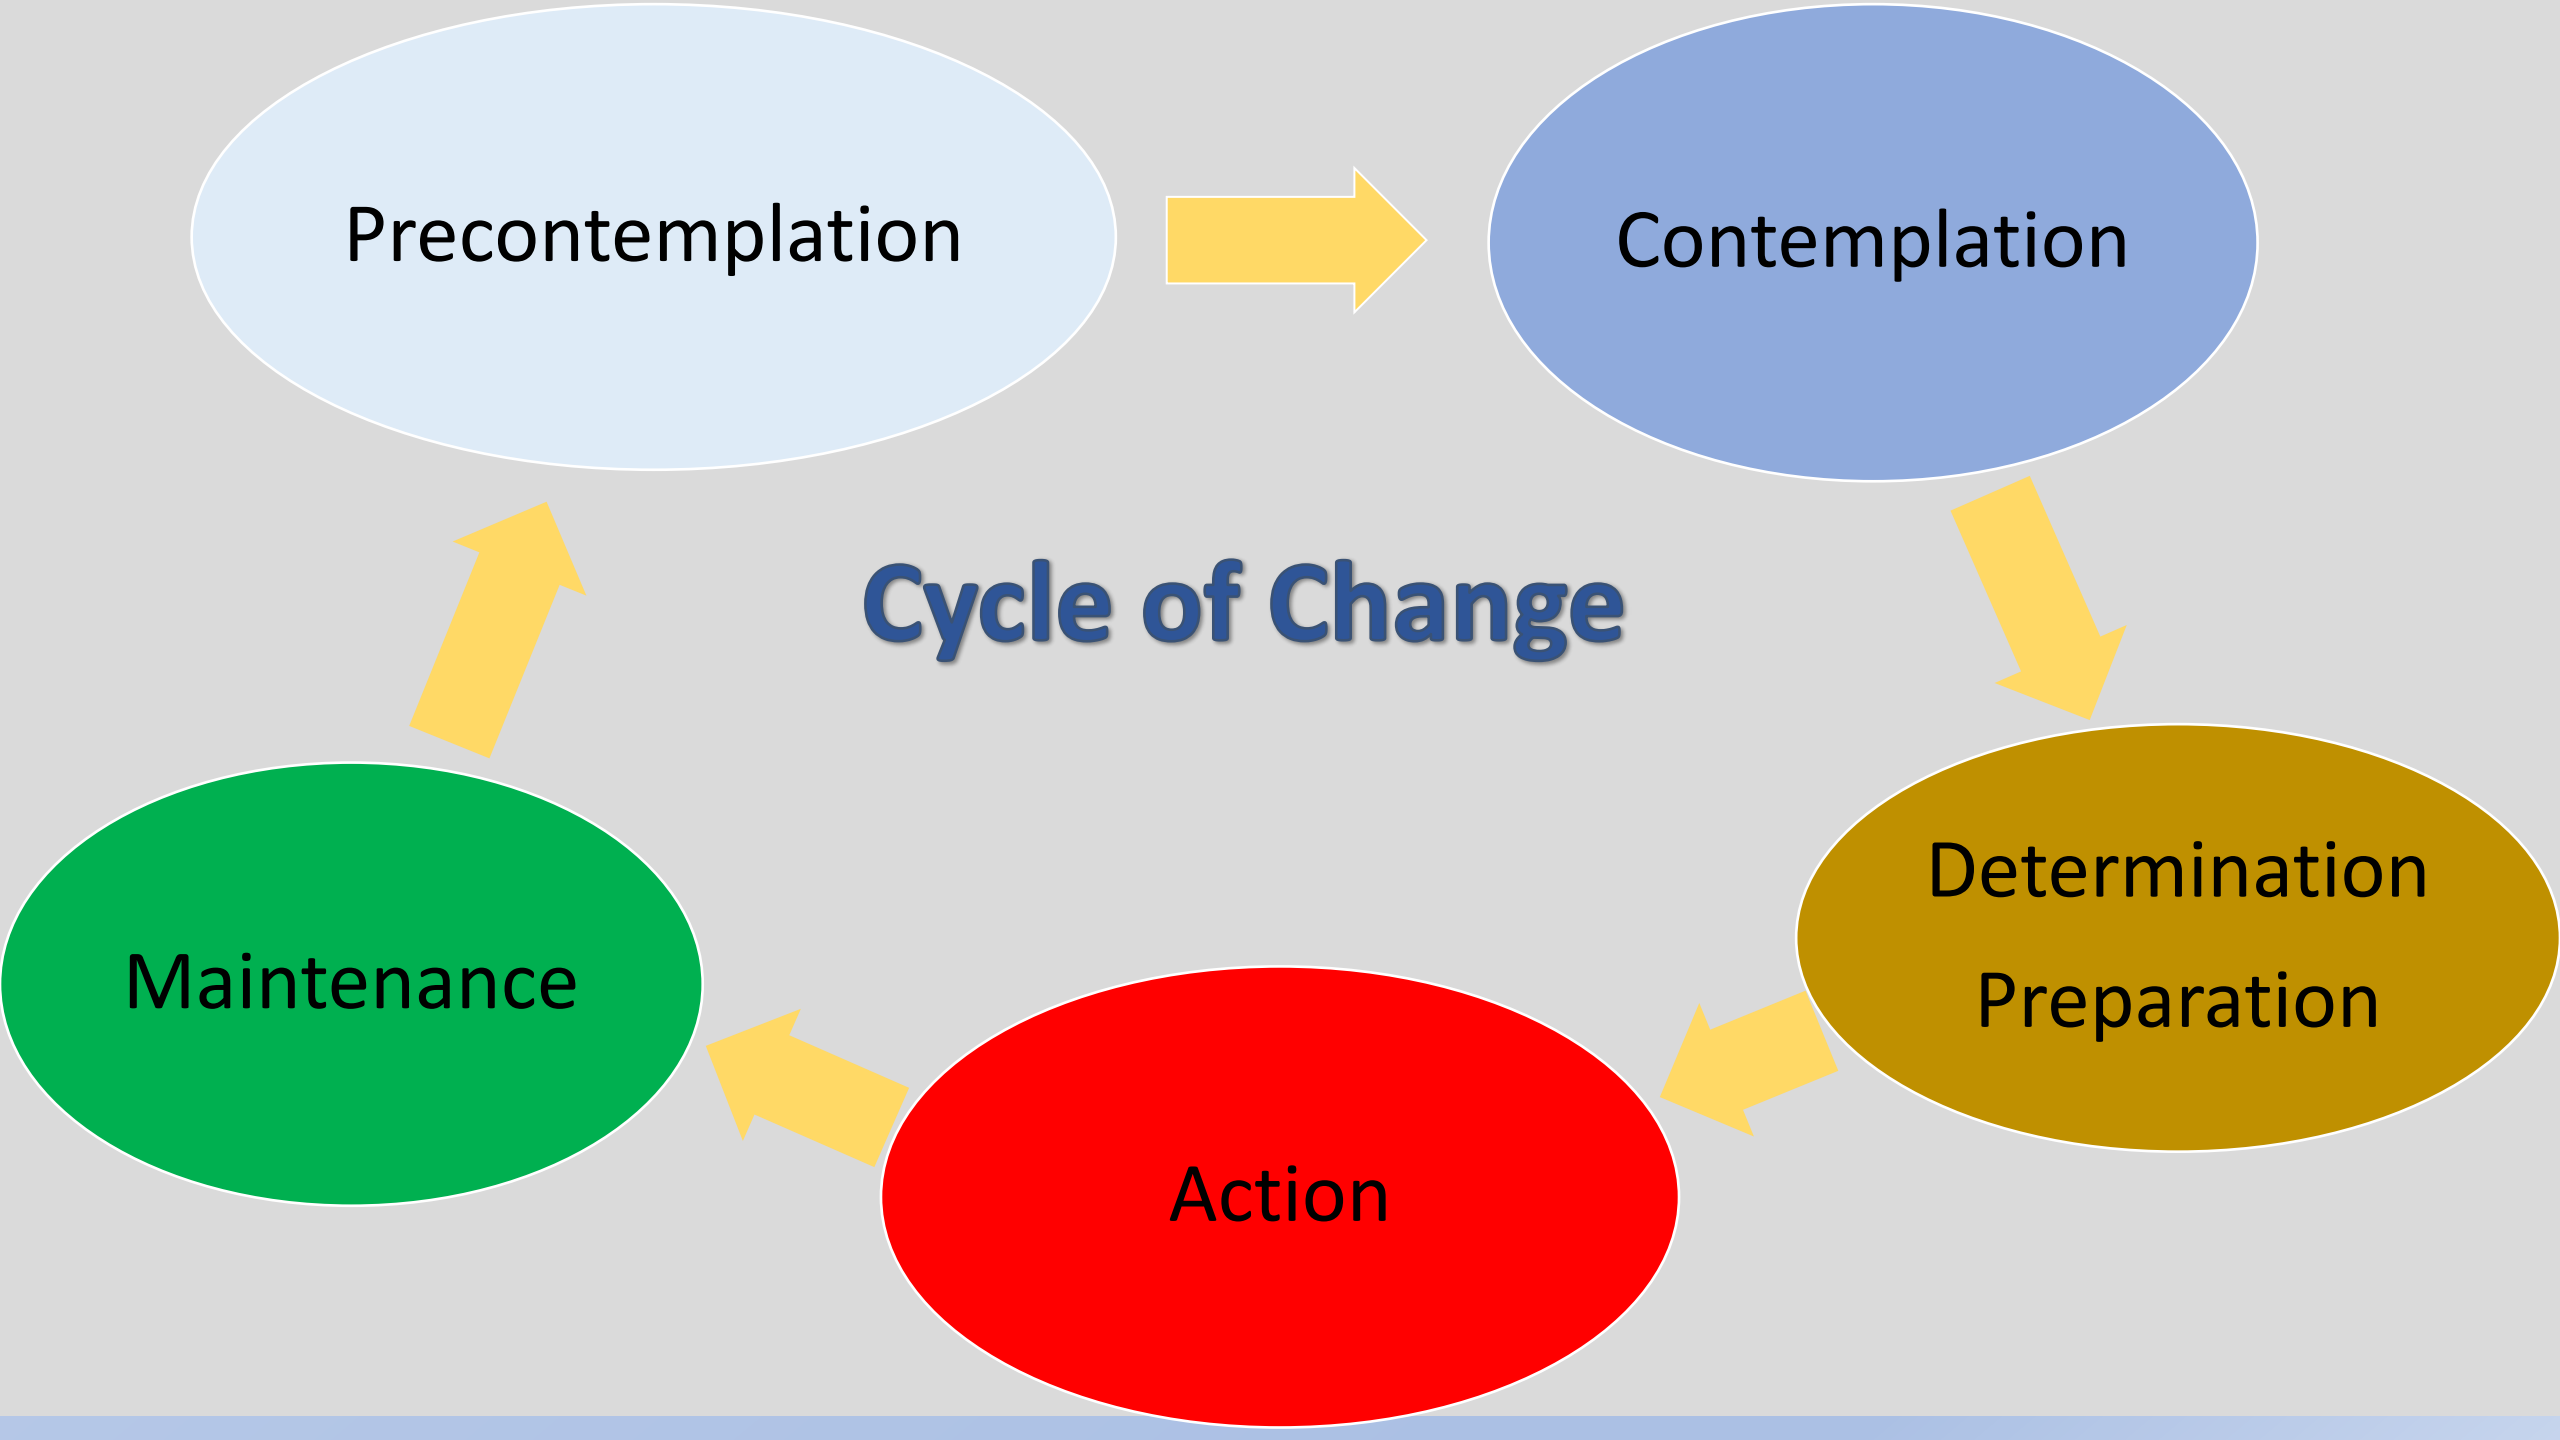 Precontemplation
Contemplation
Cycle of Change
Determination
Preparation
Maintenance
Action